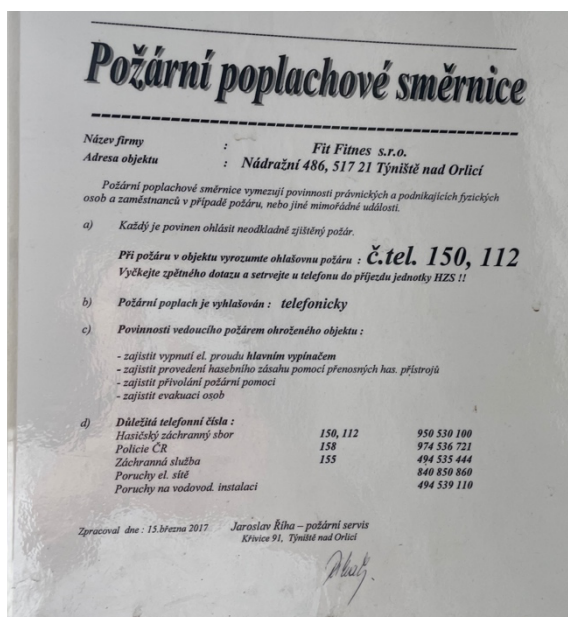 Požární poplachové směrnice
Název firmy : Fit Fitnes s.r.o.
Adresa objektu : Nádražní 486, 517 21 Týniště nad Orlicí
Požární poplachové směrnice vymezují povinnosti právnických a podnikajících fyzických
osob a zaměstnanců v případě požáru, nebo jiné mimořádné události.
a) Každý je povinen ohlásit neodkladně zjištěný požár.
Při požáru v objektu vyrozumte ohlašovnu požáru : č.tel. 150, 112
Vyčkejte zpětného dotazu a setrvejte u telefonu do příjezdu jednotky HZS !!
b) Požární poplach je vyhlašován : telefonicky
c) Povinnosti vedoucího požárem ohroženého objektu :
- zajistit vypnutí el. proudu hlavním vypínačem
- zajistit provedení hasebního zásahu pomocí přenosných has. přístrojů
- zajistit přivolání požární pomoci
- zajistit evakuaci osob
d) Důležitá telefonní čísla :
Hasičský záchranný sbor 150, 112 950 530 100
Policie ČR 158 974 536 721
Záchranná služba 155 494 535 444
Poruchy el. sítě 840 850 860
Poruchy na vodovod. instalaci 494 539 110
Zpracoval dne : 15.března 2017 Jaroslav Říha – požární servis
Křivice 91, Týniště nad Orlicí